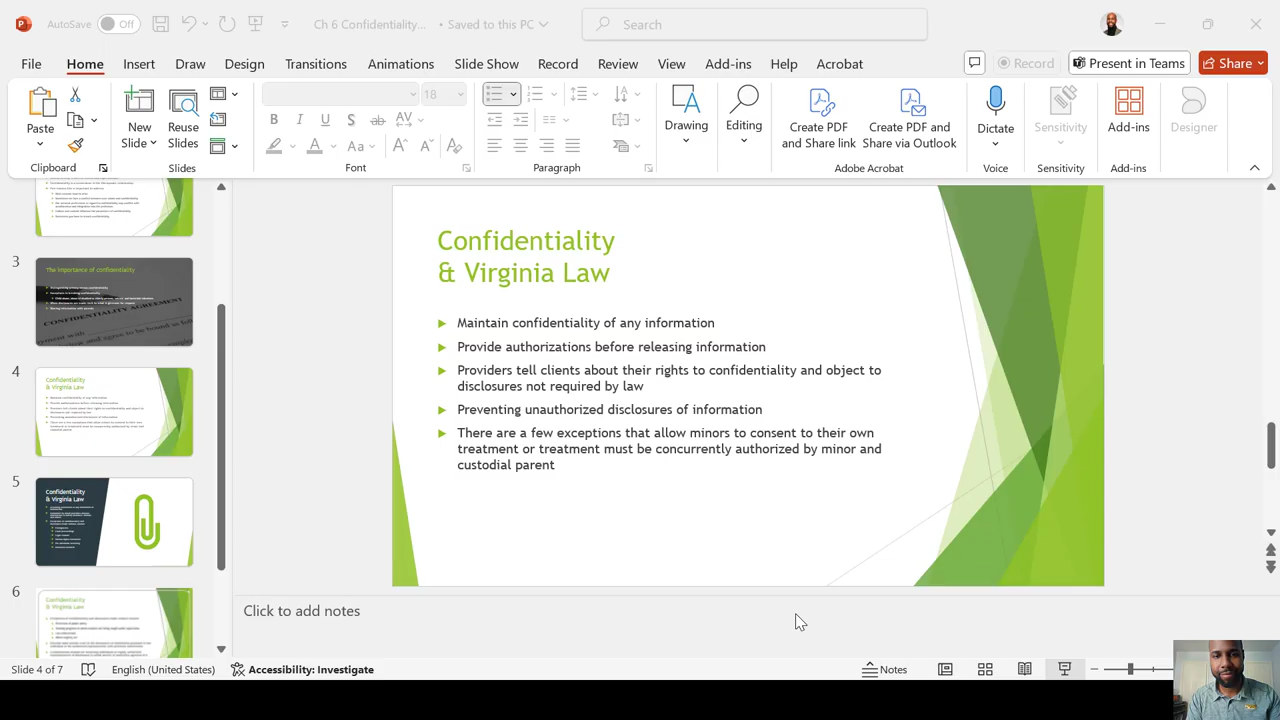 AutoSave Off Ch 6 Confidentiality... • Saved to this PC Search
File Home Insert Draw Design Transitions Animations Slide Show Record Review View Add-ins Help Acrobat Record Present in Teams Share
18
Paste New Slide Reuse Slides Drawing Editing Create PDF and Share link Create PDF and Share via Outlook Dictate Sensitivity Add-ins Designer
Clipboard Slides Font Paragraph Adobe Acrobat Voice Sensitivity Add-ins
3
The importance of confidentiality
CONFIDENTIALITY AGREEMENT
4
Confidentiality
& Virginia Law
5
Confidentiality
& Virginia Law
6
Confidentiality
& Virginia Law
Confidentiality
& Virginia Law
Maintain confidentiality of any information
Provide authorizations before releasing information
Providers tell clients about their rights to confidentiality and object to
disclosures not required by law
Preventing unauthorized disclosures of information
There are a few exceptions that allow minors to consent to their own
treatment or treatment must be concurrently authorized by minor and
custodial parent
Click to add notes
Slide 4 of 7 English (United States) Accessibility: Investigate Notes